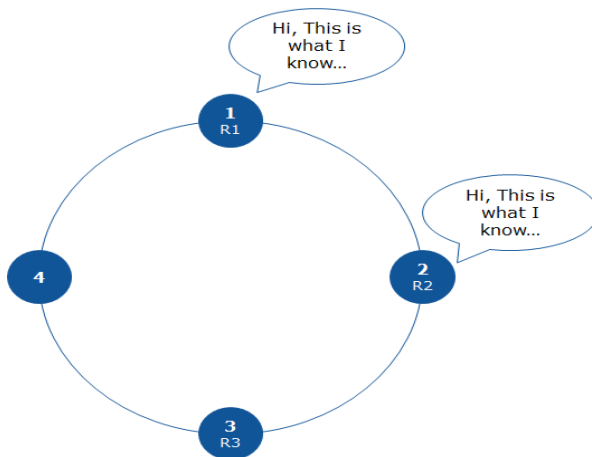 Hi, This is
what I
know...
1
R1
Hi, This is
what I
know...
4
2
R2
3
R3